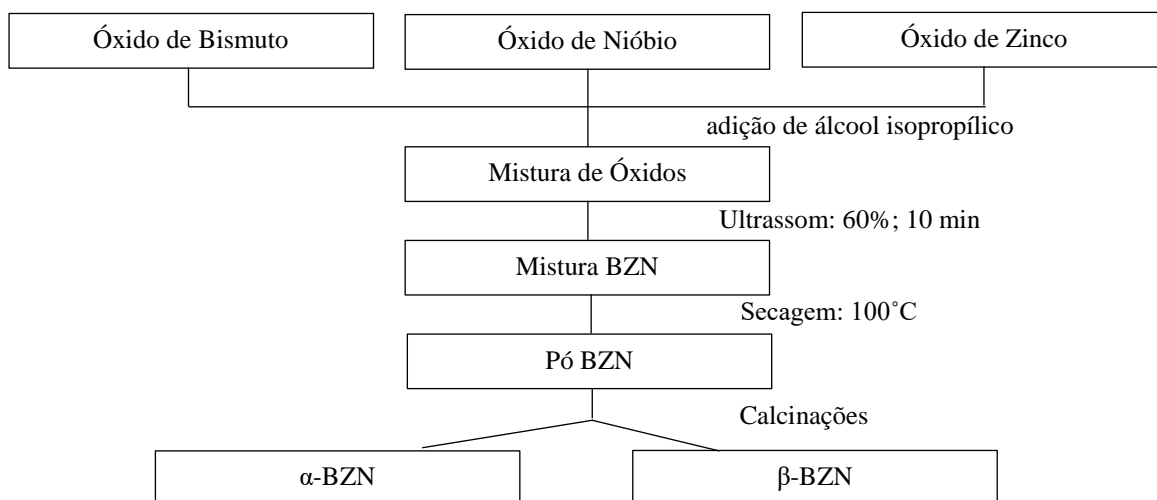 Óxido de Bismuto
Óxido de Nióbio
Óxido de Zinco
adição de álcool isopropílico
Mistura de Óxidos
Ultrassom: 60%; 10 min
Mistura BZN
Secagem: 100˚C
Pó BZN
Calcinações
α-BZN
β-BZN